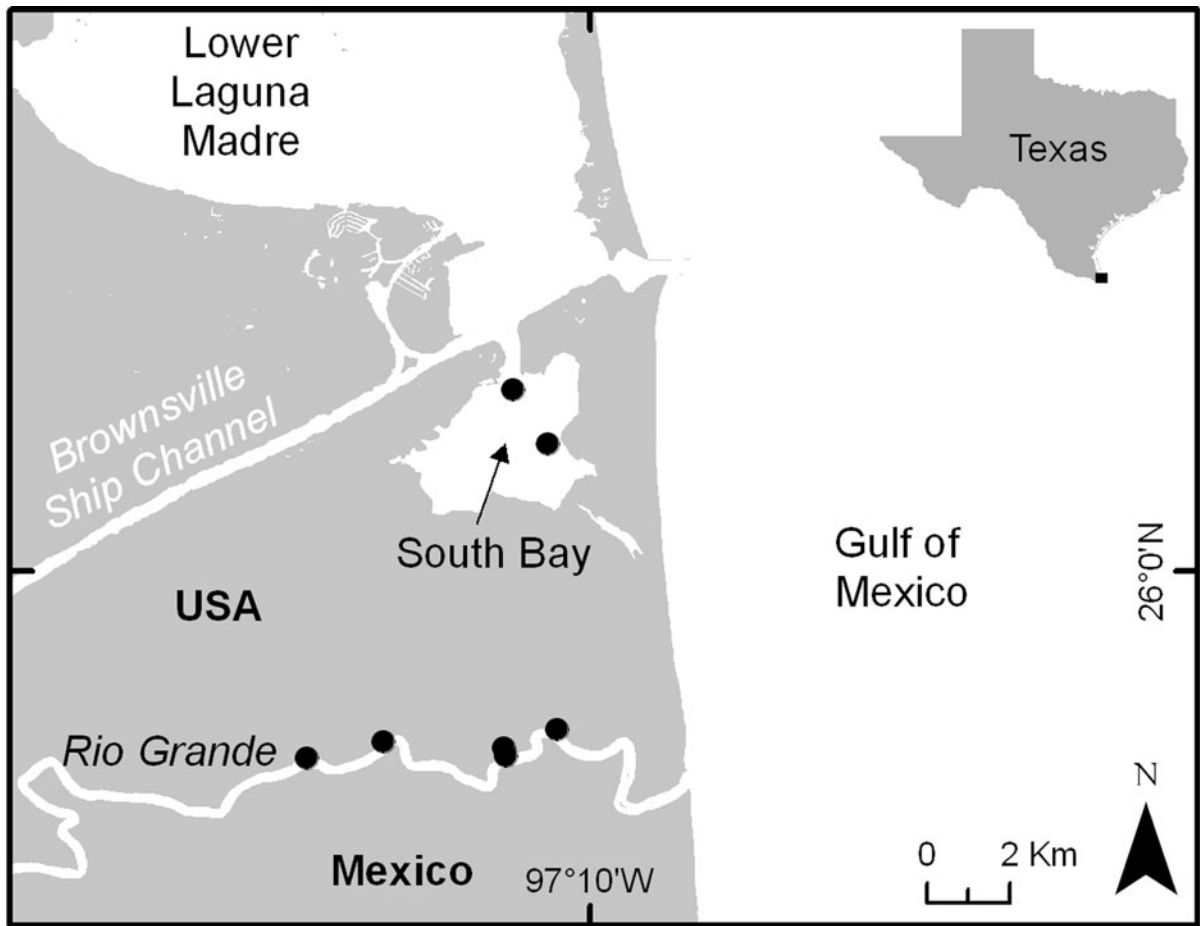 Lower
Laguna
Madre
Texas
Brownsville
Ship Channel
South Bay
Gulf of
Mexico
26°0'N
USA
Rio Grande
N
Mexico
97°10'W
0 2 Km